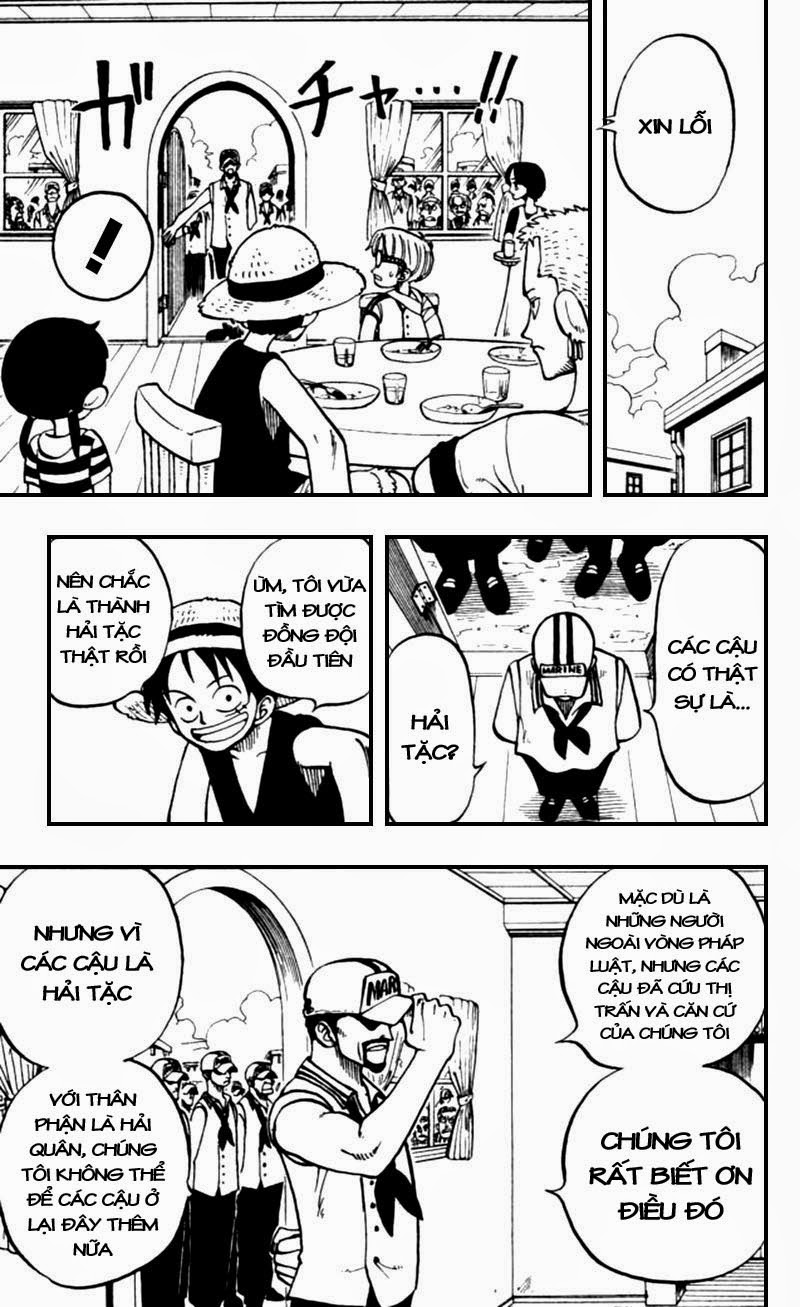 XIN LỖI
ガチャ…!!
!
CÁC CẬU
CÓ THẬT
SỰ LÀ...
HẢI
TẶC?
MARINE
ỪM, TÔI VỪA
TÌM ĐƯỢC
ĐỒNG ĐỘI
ĐẦU TIÊN
NÊN CHẮC
LÀ THÀNH
HẢI TẶC
THẬT RỒI
MẶC DÙ LÀ
NHỮNG NGƯỜI
NGOÀI VÒNG PHÁP
LUẬT, NHƯNG CÁC
CẬU ĐÃ CỨU THỊ
TRẤN VÀ CĂN CỨ
CỦA CHÚNG TÔI
CHÚNG TÔI
RẤT BIẾT ƠN
ĐIỀU ĐÓ
MARI
NHƯNG VÌ
CÁC CẬU LÀ
HẢI TẶC
VỚI THÂN
PHẬN LÀ HẢI
QUÂN, CHÚNG
TÔI KHÔNG THỂ
ĐỂ CÁC CẬU Ở
LẠI ĐÂY THÊM
NỮA